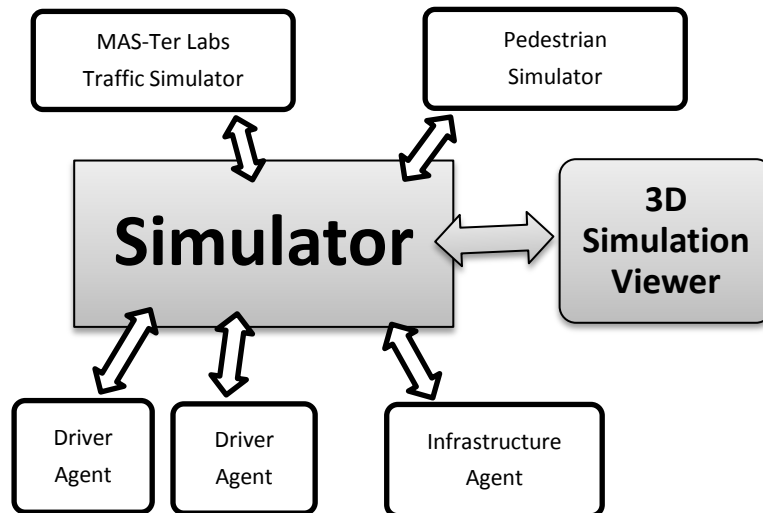 MAS-Ter Labs
Traffic Simulator
Pedestrian
Simulator
Simulator
3D
Simulation
Viewer
Driver
Agent
Driver
Agent
Infrastructure
Agent